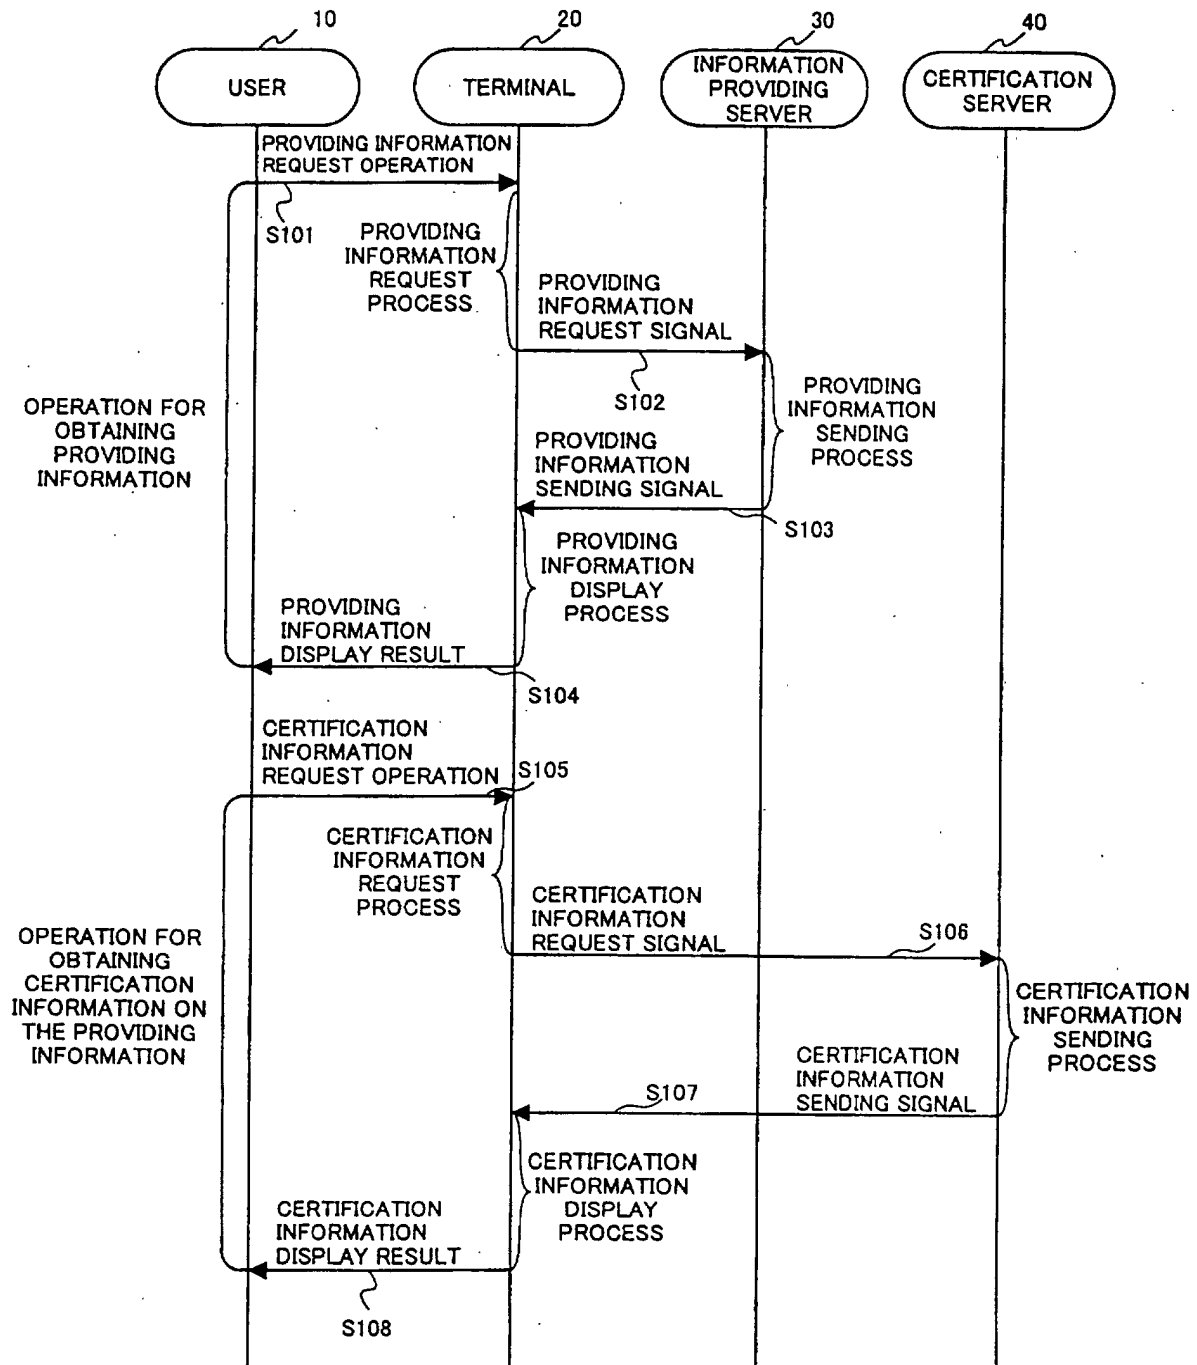 10
20
30
40
USER
TERMINAL
INFORMATION
PROVIDING
SERVER
CERTIFICATION
SERVER
PROVIDING INFORMATION
REQUEST OPERATION
S101
PROVIDING
INFORMATION
REQUEST
PROCESS
PROVIDING
INFORMATION
REQUEST SIGNAL
S102
PROVIDING
INFORMATION
SENDING
PROCESS
OPERATION FOR
OBTAINING
PROVIDING
INFORMATION
PROVIDING
INFORMATION
SENDING SIGNAL
S103
PROVIDING
INFORMATION
DISPLAY
PROCESS
PROVIDING
INFORMATION
DISPLAY RESULT
S104
CERTIFICATION
INFORMATION
REQUEST OPERATION
S105
CERTIFICATION
INFORMATION
REQUEST
PROCESS
CERTIFICATION
INFORMATION
REQUEST SIGNAL
S106
OPERATION FOR
OBTAINING
CERTIFICATION
INFORMATION ON
THE PROVIDING
INFORMATION
CERTIFICATION
INFORMATION
SENDING
PROCESS
CERTIFICATION
INFORMATION
SENDING SIGNAL
S107
CERTIFICATION
INFORMATION
DISPLAY
PROCESS
CERTIFICATION
INFORMATION
DISPLAY RESULT
S108